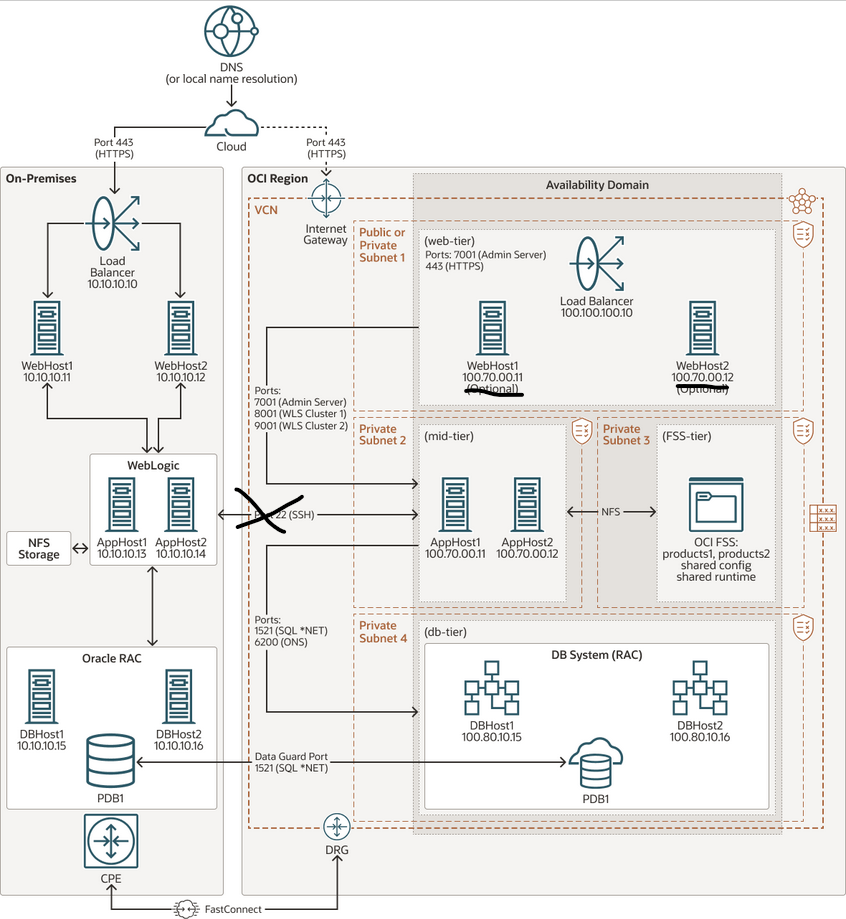 DNS
(or local name resolution)
Cloud
Port 443
(HTTPS)
Port 443
(HTTPS)
On-Premises
Load
Balancer
10.10.10.10
WebHost1
10.10.10.11
WebHost2
10.10.10.12
WebLogic
AppHost1
10.10.10.13
AppHost2
10.10.10.14
NFS
Storage
Oracle RAC
DBHost1
10.10.10.15
DBHost2
10.10.10.16
PDB1
CPE
FastConnect
OCI Region
VCN
Internet
Gateway
Availability Domain
Public or
Private
Subnet 1
(web-tier)
Ports: 7001 (Admin Server)
443 (HTTPS)
Load Balancer
100.100.100.10
WebHost1
100.70.00.11
(Optional)
WebHost2
100.70.00.12
(Optional)
Ports:
7001 (Admin Server)
8001 (WLS Cluster 1)
9001 (WLS Cluster 2)
Private
Subnet 2
(mid-tier)
AppHost1
100.70.00.11
AppHost2
100.70.00.12
22 (SSH)
NFS
Private
Subnet 3
(FSS-tier)
OCI FSS:
products1, products2
shared config
shared runtime
x.x.x
x.x.x
x.x.x
Ports:
1521 (SQL *NET)
6200 (ONS)
Private
Subnet 4
(db-tier)
DB System (RAC)
DBHost1
100.80.10.15
DBHost2
100.80.10.16
Data Guard Port
1521 (SQL *NET)
PDB1
DRG